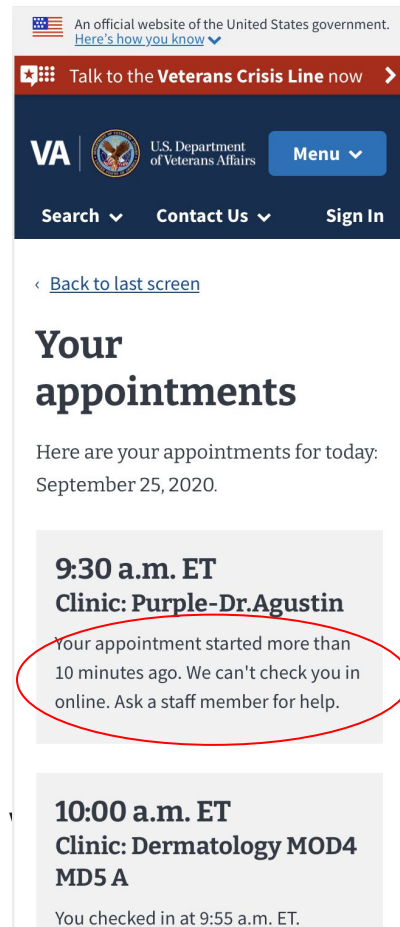 An official website of the United States government.
Here's how you know
Talk to the Veterans Crisis Line now
VA
U.S. Department
of Veterans Affairs
Menu
Search
Contact Us
Sign In
‹ Back to last screen
Your
appointments
Here are your appointments for today:
September 25, 2020.
9:30 a.m. ET
Clinic: Purple-Dr.Agustin
Your appointment started more than
10 minutes ago. We can't check you in
online. Ask a staff member for help.
10:00 a.m. ET
Clinic: Dermatology MOD4
MD5 A
You checked in at 9:55 a.m. ET.